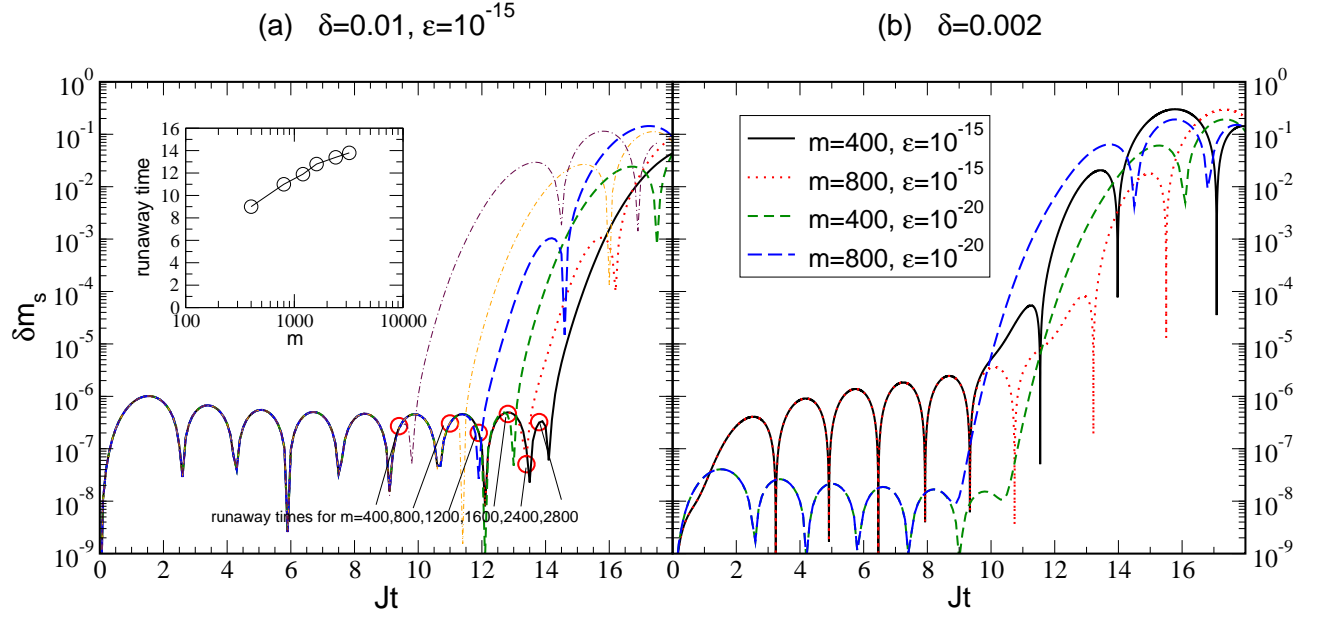 (a) δ=0.01, ε=10^-15
(b) δ=0.002
10^0
10^-1
10^-2
10^-3
10^-4
10^-5
10^-6
10^-7
10^-8
10^-9
δm_s
0 2 4 6 8 10 12 14 16
Jt
16
14
12
10
8
6
4
2
0
runaway time
100 1000 10000
m
runaway times for m=400,800,1200,1600,2400,2800
m=400, ε=10^-15
m=800, ε=10^-15
m=400, ε=10^-20
m=800, ε=10^-20
0 2 4 6 8 10 12 14 16
Jt
10^0
10^-1
10^-2
10^-3
10^-4
10^-5
10^-6
10^-7
10^-8
10^-9